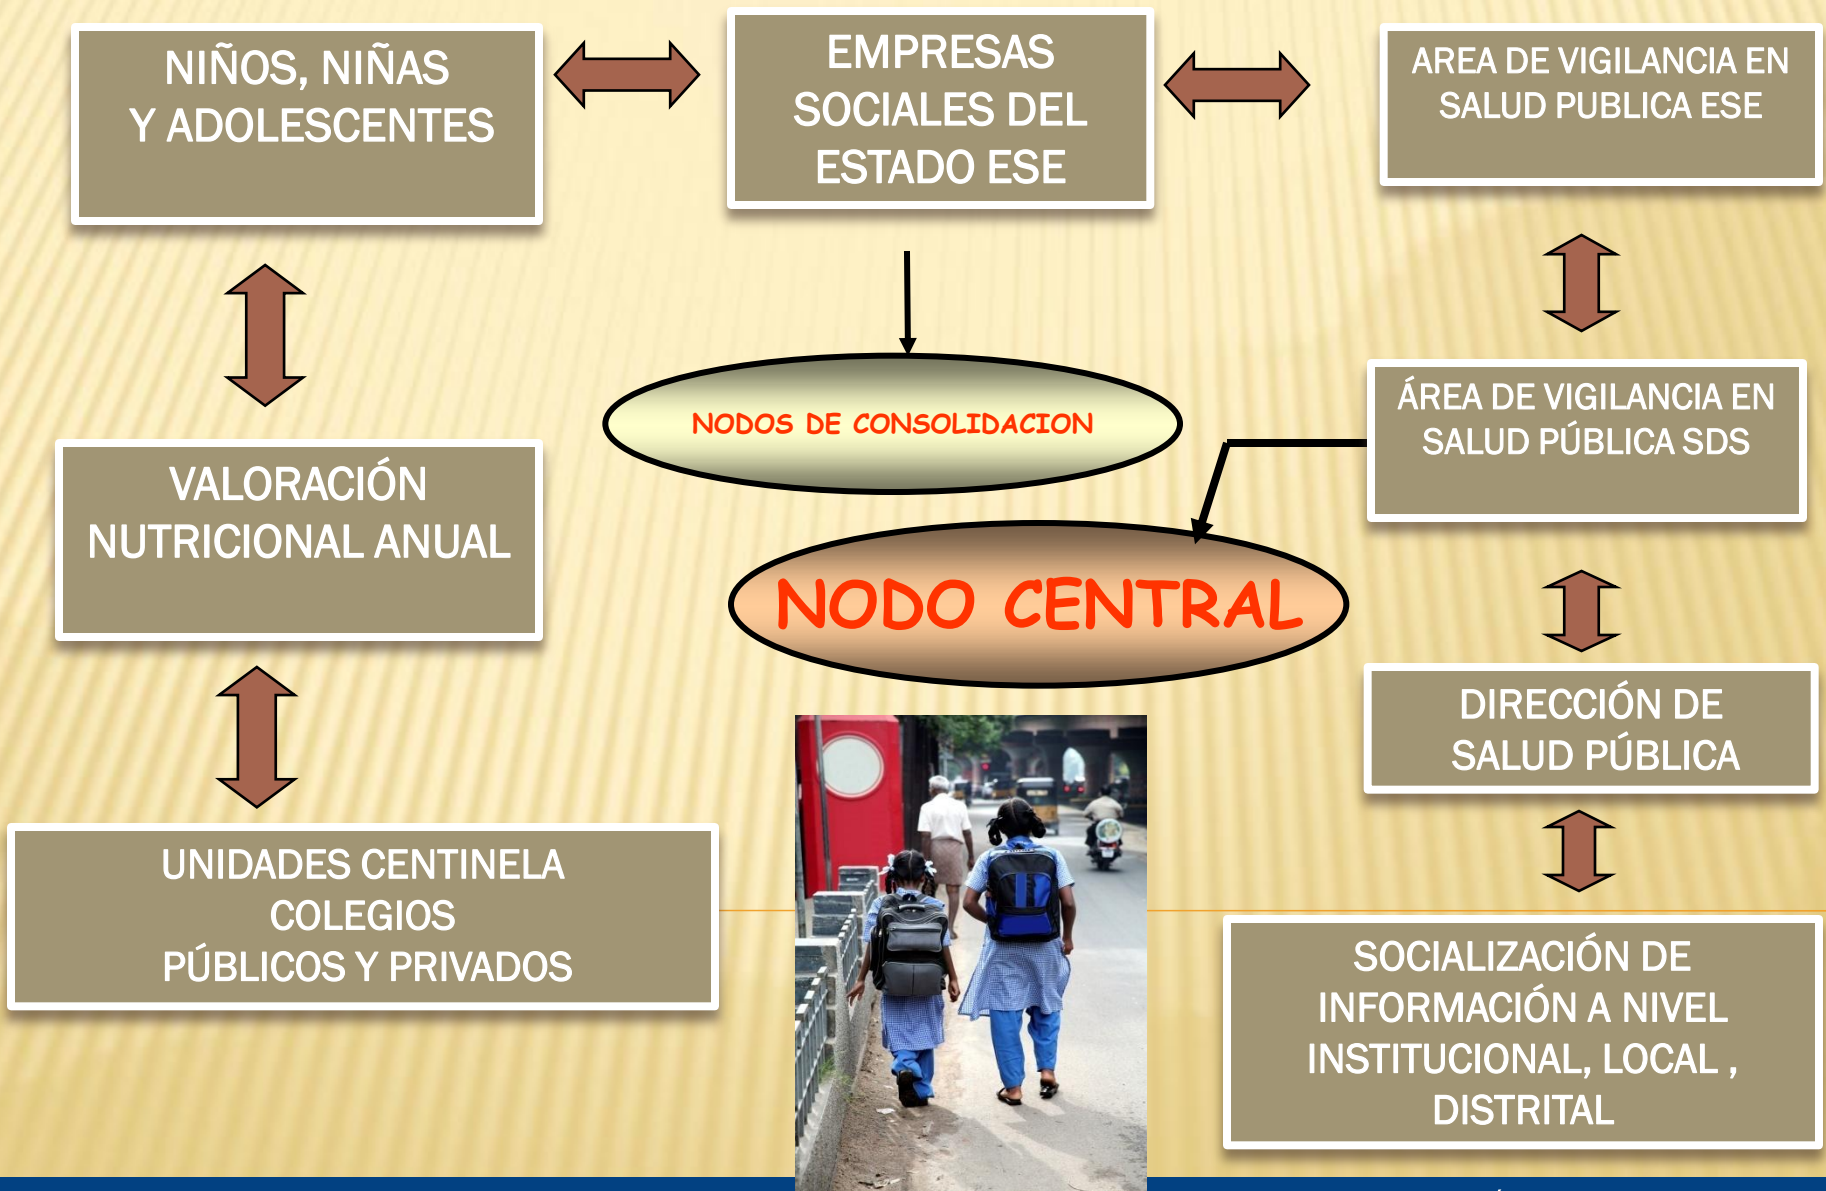 NIÑOS, NIÑAS
Y ADOLESCENTES
EMPRESAS
SOCIALES DEL
ESTADO ESE
AREA DE VIGILANCIA EN
SALUD PUBLICA ESE
NODOS DE CONSOLIDACION
ÁREA DE VIGILANCIA EN
SALUD PÚBLICA SDS
VALORACIÓN
NUTRICIONAL ANUAL
NODO CENTRAL
DIRECCIÓN DE
SALUD PÚBLICA
UNIDADES CENTINELA
COLEGIOS
PÚBLICOS Y PRIVADOS
SOCIALIZACIÓN DE
INFORMACIÓN A NIVEL
INSTITUCIONAL, LOCAL ,
DISTRITAL